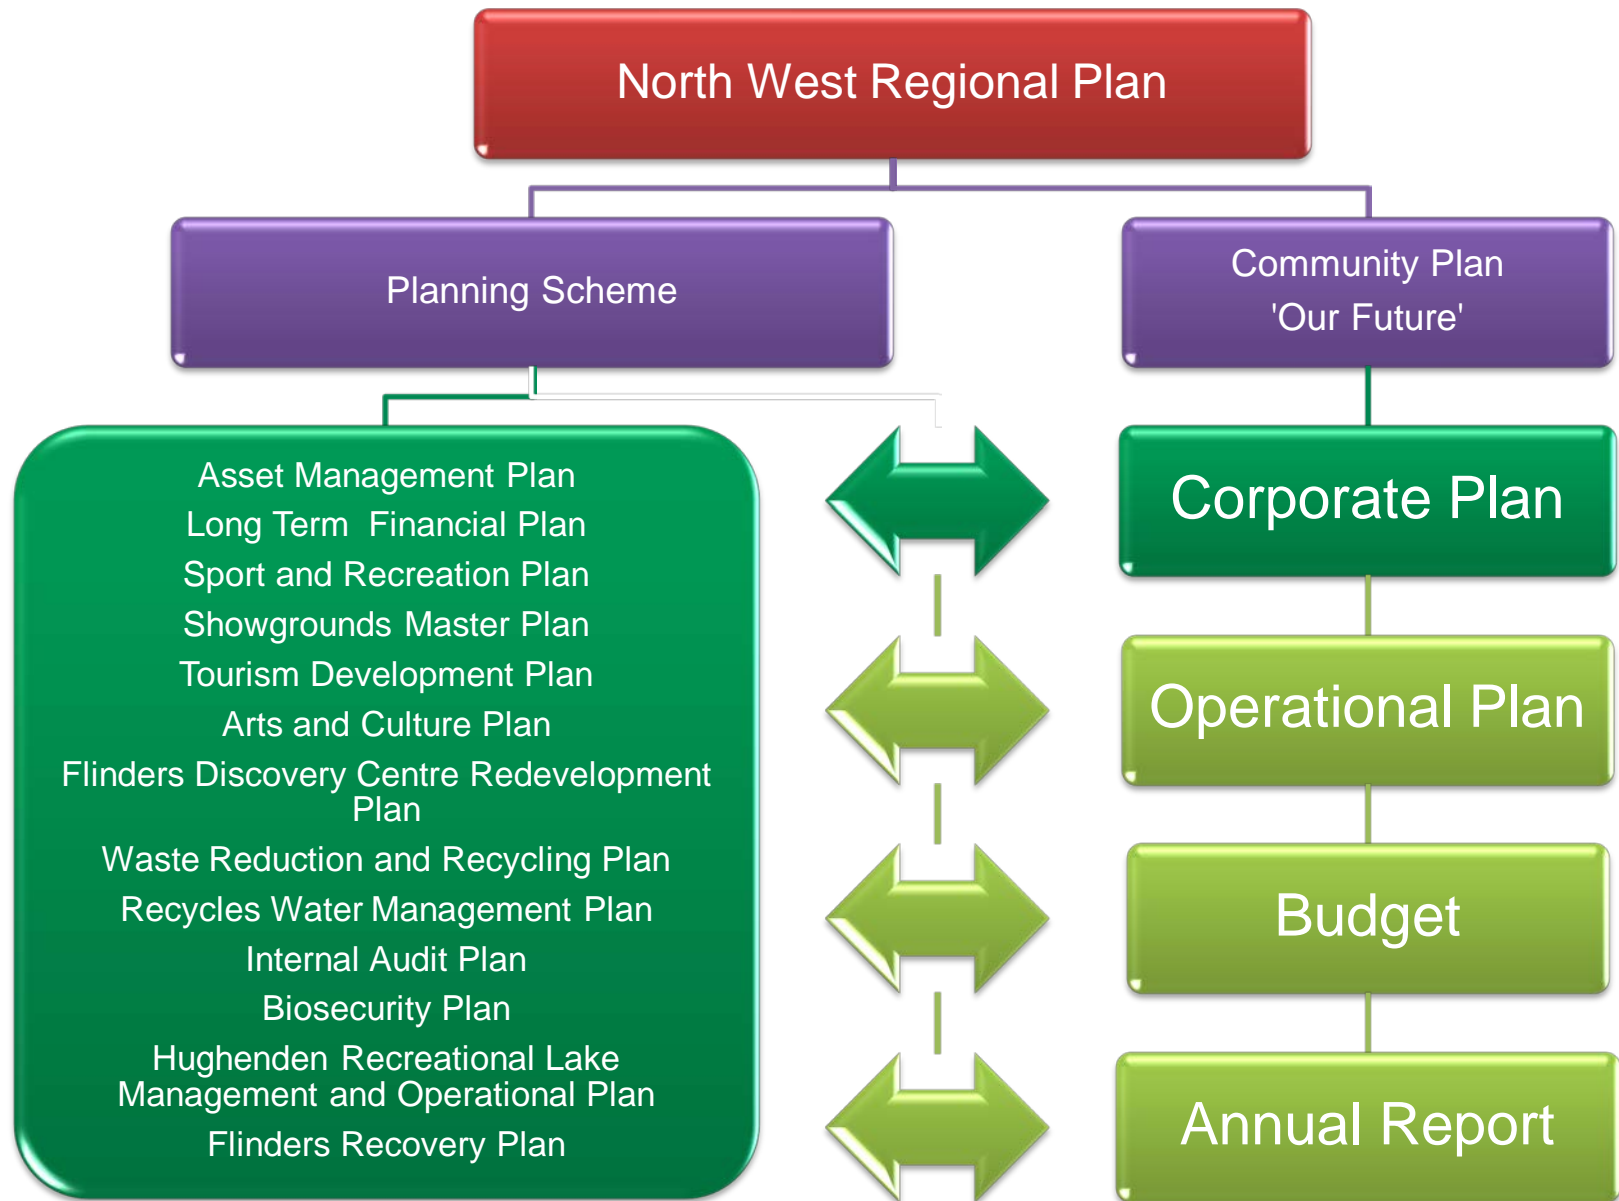 North West Regional Plan
Planning Scheme
Community Plan
'Our Future'
Asset Management Plan
Long Term Financial Plan
Sport and Recreation Plan
Showgrounds Master Plan
Tourism Development Plan
Arts and Culture Plan
Flinders Discovery Centre Redevelopment
Plan
Waste Reduction and Recycling Plan
Recycles Water Management Plan
Internal Audit Plan
Biosecurity Plan
Hughenden Recreational Lake
Management and Operational Plan
Flinders Recovery Plan
Corporate Plan
Operational Plan
Budget
Annual Report